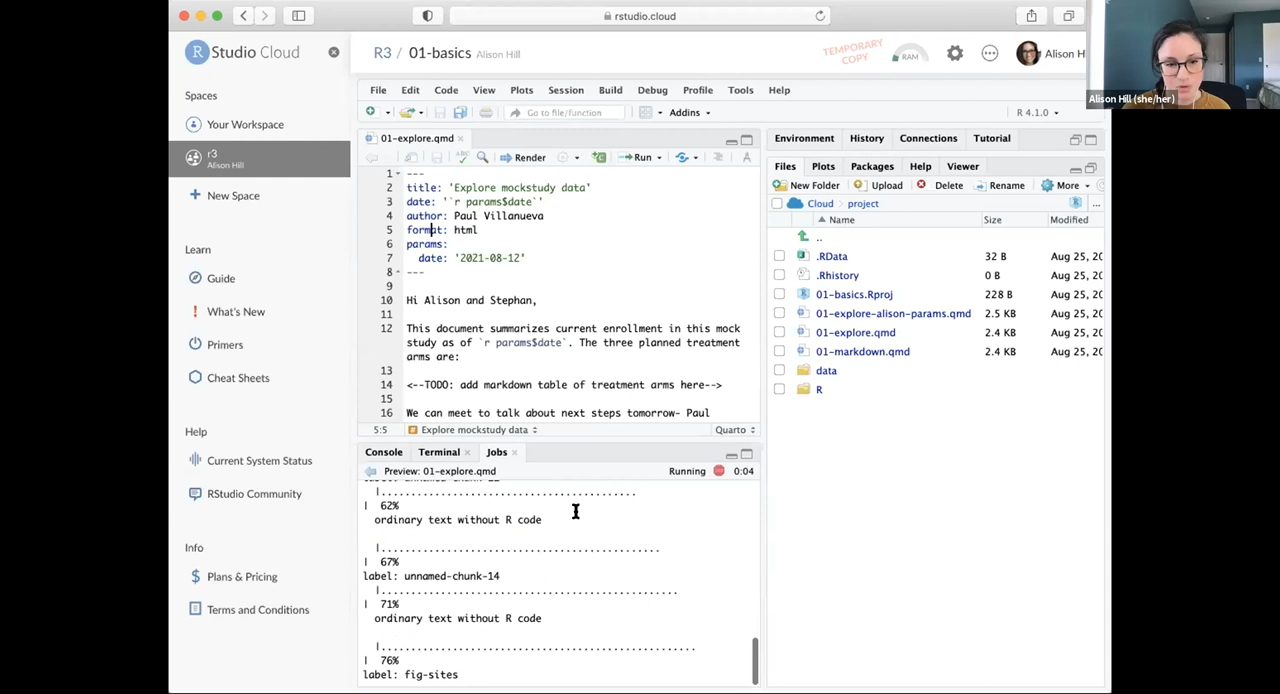 rstudio.cloud
Alison Hill (she/her)
R Studio Cloud
R3 / 01-basics Alison Hill
TEMPORARY COPY
RAM
Alison H
Spaces
Your Workspace
r3
Alison Hill
New Space
Learn
Guide
What's New
Primers
Cheat Sheets
Help
Current System Status
RStudio Community
Info
Plans & Pricing
Terms and Conditions
File Edit Code View Plots Session Build Debug Profile Tools Help
Go to file/function Addins R 4.1.0
01-explore.qmd
ABC Render Run A
1 ---
2 title: 'Explore mockstudy data'
3 date: '`r params$date`'
4 author: Paul Villanueva
5 format: html
6 params:
7 date: '2021-08-12'
8 ---
9
10 Hi Alison and Stephan,
11
12 This document summarizes current enrollment in this mock
study as of `r params$date`. The three planned treatment
arms are:
13
14 <--TODO: add markdown table of treatment arms here-->
15
16 We can meet to talk about next steps tomorrow- Paul
5:5 # Explore mockstudy data Quarto
Console Terminal Jobs
Preview: 01-explore.qmd Running 0:04
|............................................
| 62%
ordinary text without R code
|................................................
| 67%
label: unnamed-chunk-14
|...................................................
| 71%
ordinary text without R code
|......................................................
| 76%
label: fig-sites
Environment History Connections Tutorial
Files Plots Packages Help Viewer
New Folder Upload Delete Rename More
Cloud project R ...
Name Size Modified
..
.RData 32 B Aug 25, 20
.Rhistory 0 B Aug 25, 20
01-basics.Rproj 228 B Aug 25, 20
01-explore-alison-params.qmd 2.5 KB Aug 25, 20
01-explore.qmd 2.4 KB Aug 25, 20
01-markdown.qmd 2.4 KB Aug 25, 20
data
R